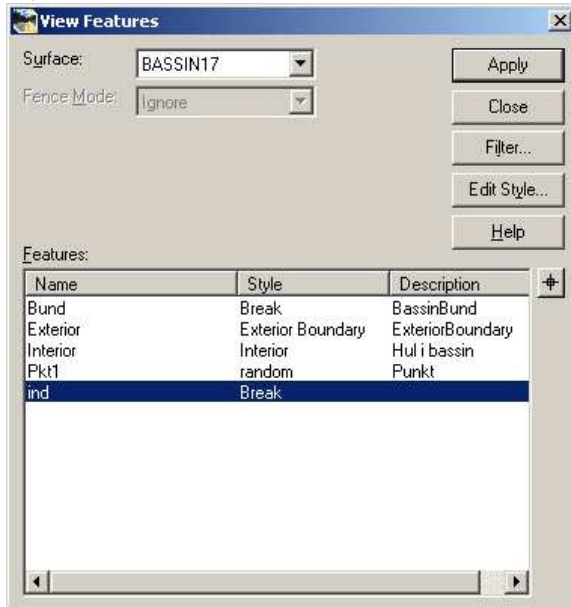 View Features
Surface: BASSIN17
Fence Mode: Ignore
Apply
Close
Filter...
Edit Style...
Help
Features:
Name Style Description
Bund Break BassinBund
Exterior Exterior Boundary ExteriorBoundary
Interior Interior Hul i bassin
Pkt1 random Punkt
ind Break